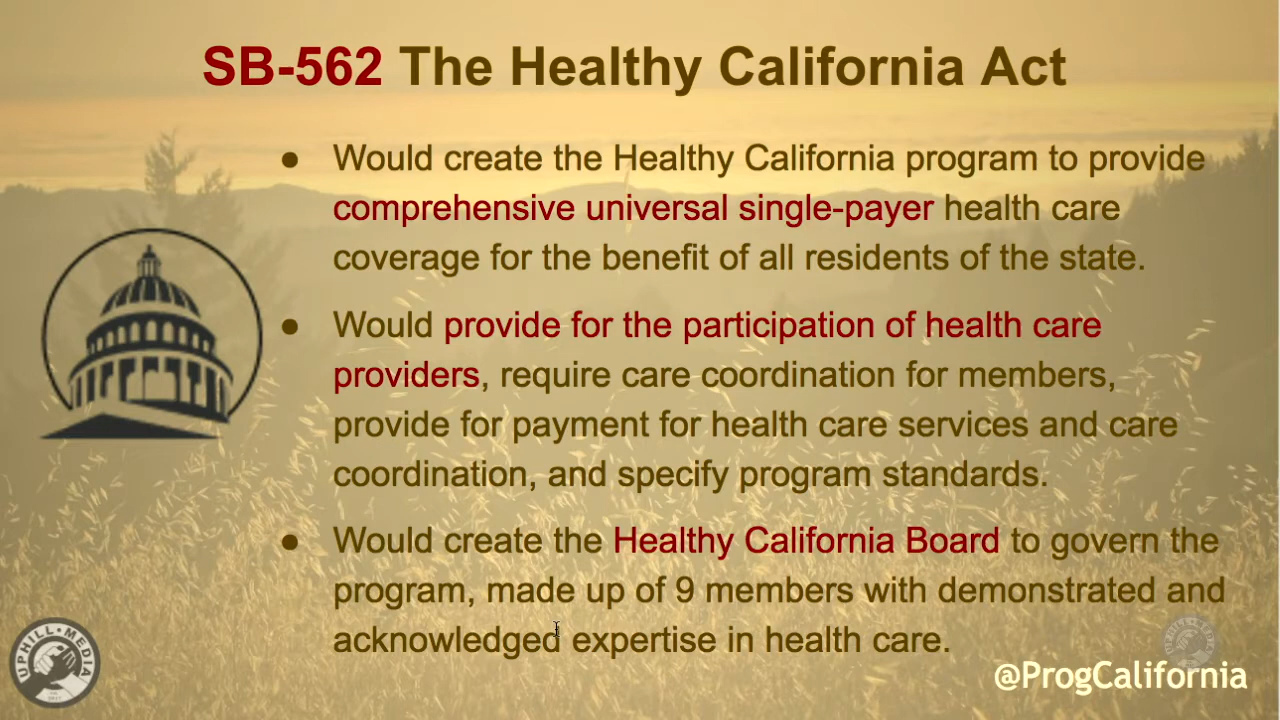 SB-562 The Healthy California Act
● Would create the Healthy California program to provide
comprehensive universal single-payer health care
coverage for the benefit of all residents of the state.
● Would provide for the participation of health care
providers, require care coordination for members,
provide for payment for health care services and care
coordination, and specify program standards.
● Would create the Healthy California Board to govern the
program, made up of 9 members with demonstrated and
acknowledged expertise in health care.
UPHILL•MEDIA
@ProgCalifornia